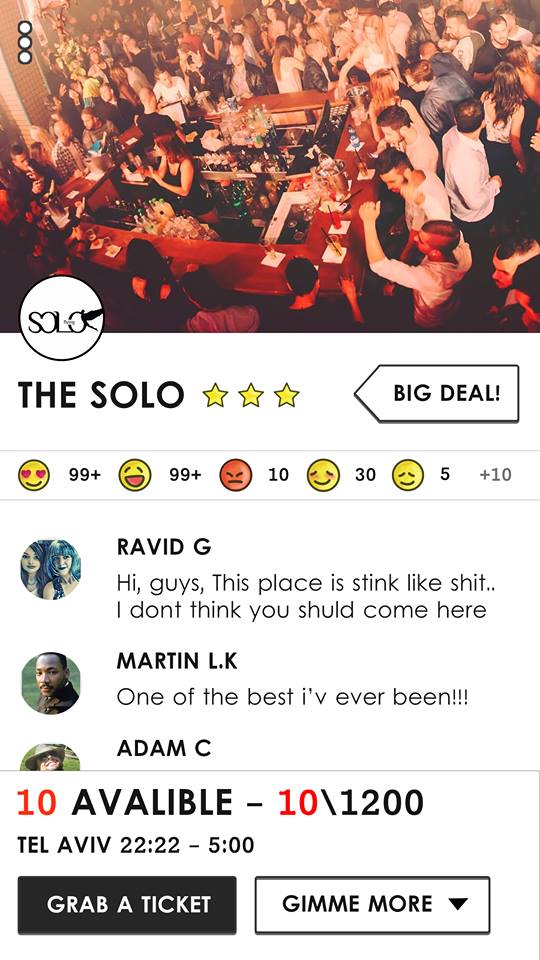 SOLO
THE SOLO
BIG DEAL!
99+ 99+ 10 30 5 +10
RAVID G
Hi, guys, This place is stink like shit..
I dont think you shuld come here
MARTIN L.K
One of the best i'v ever been!!!
ADAM C
10 AVALIBLE – 10\1200
TEL AVIV 22:22 – 5:00
GRAB A TICKET
GIMME MORE